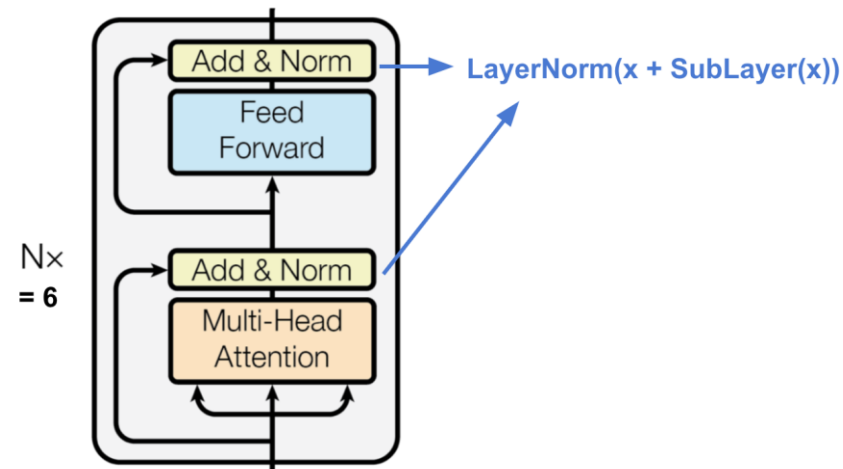 Add & Norm
LayerNorm(x + SubLayer(x))
Feed
Forward
N×
= 6
Add & Norm
Multi-Head
Attention